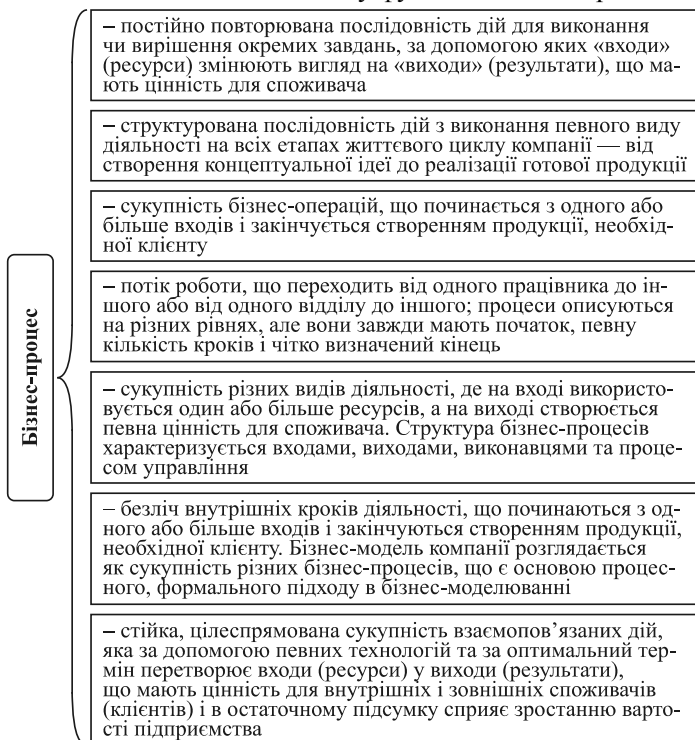 Бізнес-процес
– постійно повторювана послідовність дій для виконання
чи вирішення окремих завдань, за допомогою яких «входи»
(ресурси) змінюють вигляд на «виходи» (результати), що ма-
ють цінність для споживача
– структурована послідовність дій з виконання певного виду
діяльності на всіх етапах життєвого циклу компанії — від
створення концептуальної ідеї до реалізації готової продукції
– сукупність бізнес-операцій, що починається з одного або
більше входів і закінчується створенням продукції, необхід-
ної клієнту
– потік роботи, що переходить від одного працівника до ін-
шого або від одного відділу до іншого; процеси описуються
на різних рівнях, але вони завжди мають початок, певну
кількість кроків і чітко визначений кінець
– сукупність різних видів діяльності, де на вході використо-
вується один або більше ресурсів, а на виході створюється
певна цінність для споживача. Структура бізнес-процесів
характеризується входами, виходами, виконавцями та проце-
сом управління
– безліч внутрішніх кроків діяльності, що починаються з од-
ного або більше входів і закінчуються створенням продукції,
необхідної клієнту. Бізнес-модель компанії розглядається
як сукупність різних бізнес-процесів, що є основою процес-
ного, формального підходу в бізнес-моделюванні
– стійка, цілеспрямована сукупність взаємопов’язаних дій,
яка за допомогою певних технологій та за оптимальний тер-
мін перетворює входи (ресурси) у виходи (результати),
що мають цінність для внутрішніх і зовнішніх споживачів
(клієнтів) і в остаточному підсумку сприяє зростанню варто-
сті підприємства